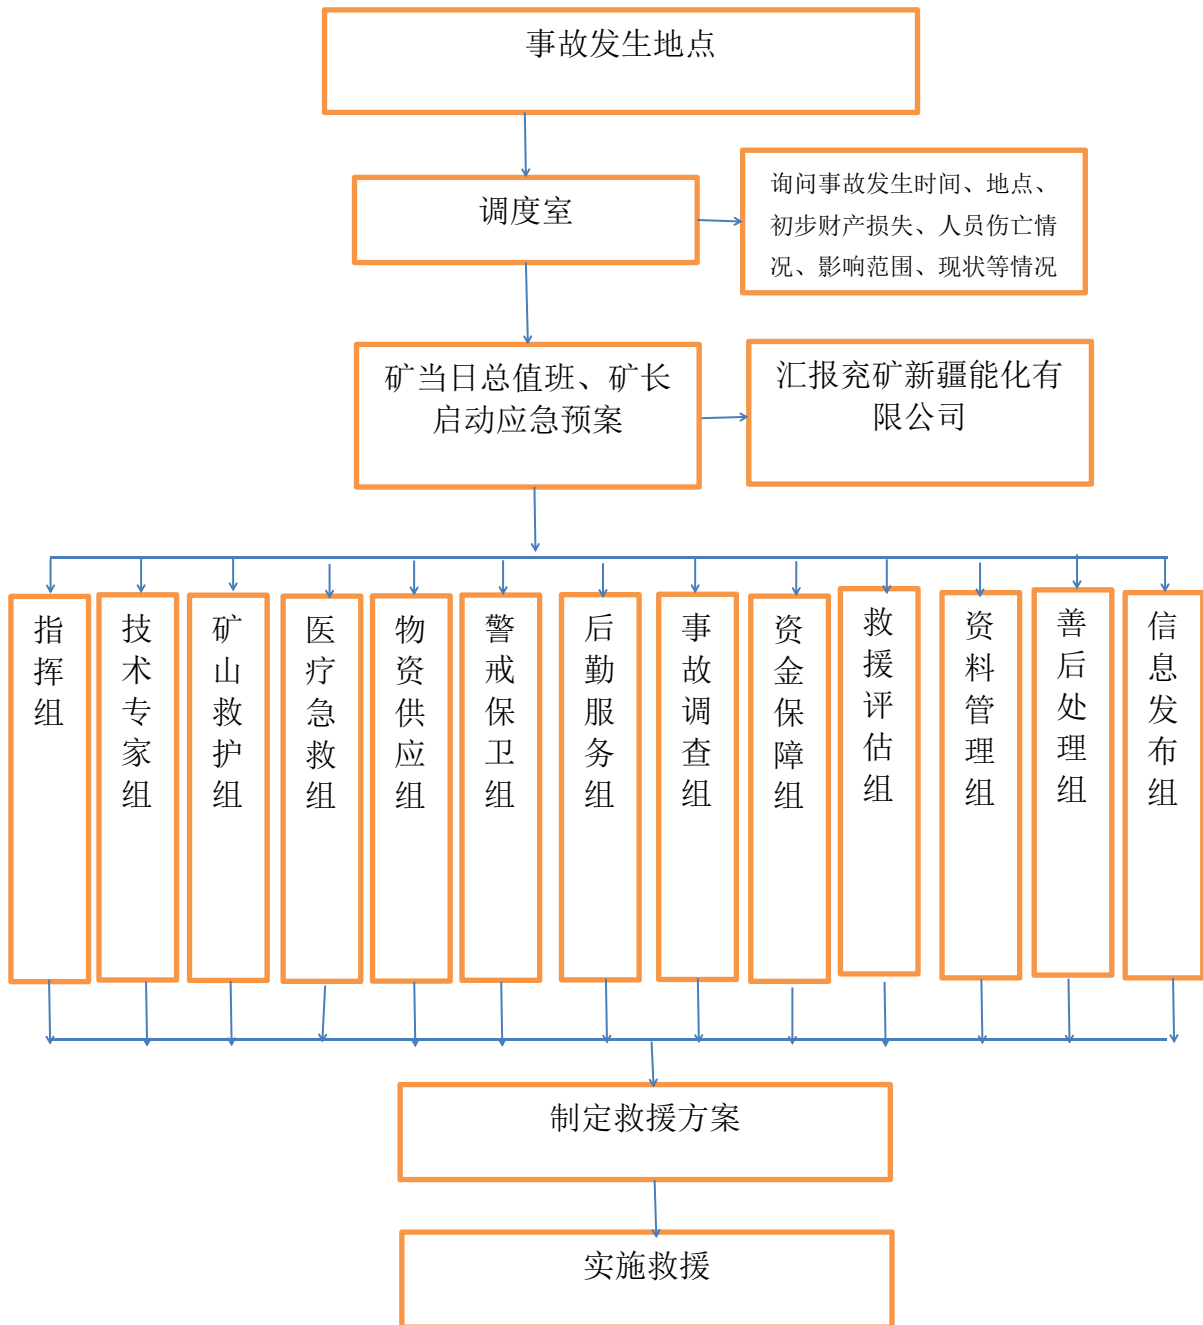 事故发生地点
调度室
询问事故发生时间、地点、
初步财产损失、人员伤亡情
况、影响范围、现状等情况
矿当日总值班、矿长
启动应急预案
汇报兖矿新疆能化有
限公司
指挥组
技术专家组
矿山救护组
医疗急救组
物资供应组
警戒保卫组
后勤服务组
事故调查组
资金保障组
救援评估组
资料管理组
善后处理组
信息发布组
制定救援方案
实施救援